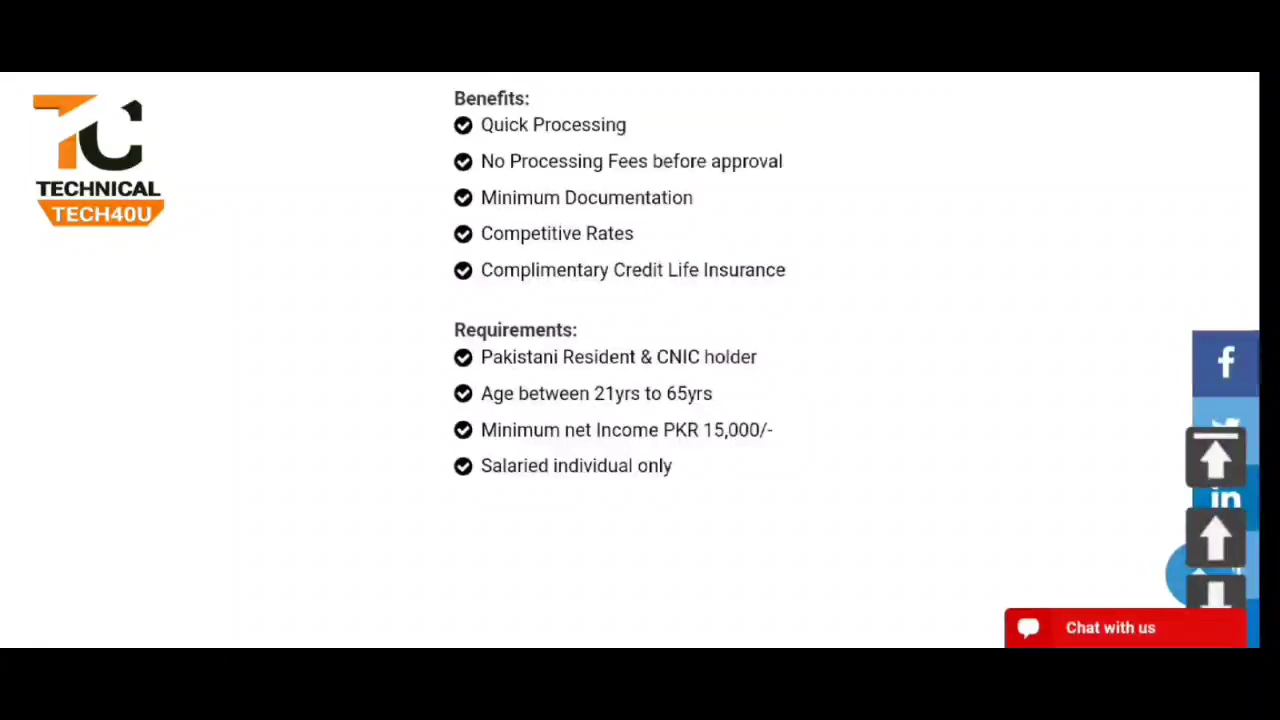 TC
TECHNICAL
TECH40U
Benefits:
Quick Processing
No Processing Fees before approval
Minimum Documentation
Competitive Rates
Complimentary Credit Life Insurance
Requirements:
Pakistani Resident & CNIC holder
Age between 21yrs to 65yrs
Minimum net Income PKR 15,000/-
Salaried individual only
f
in
Chat with us